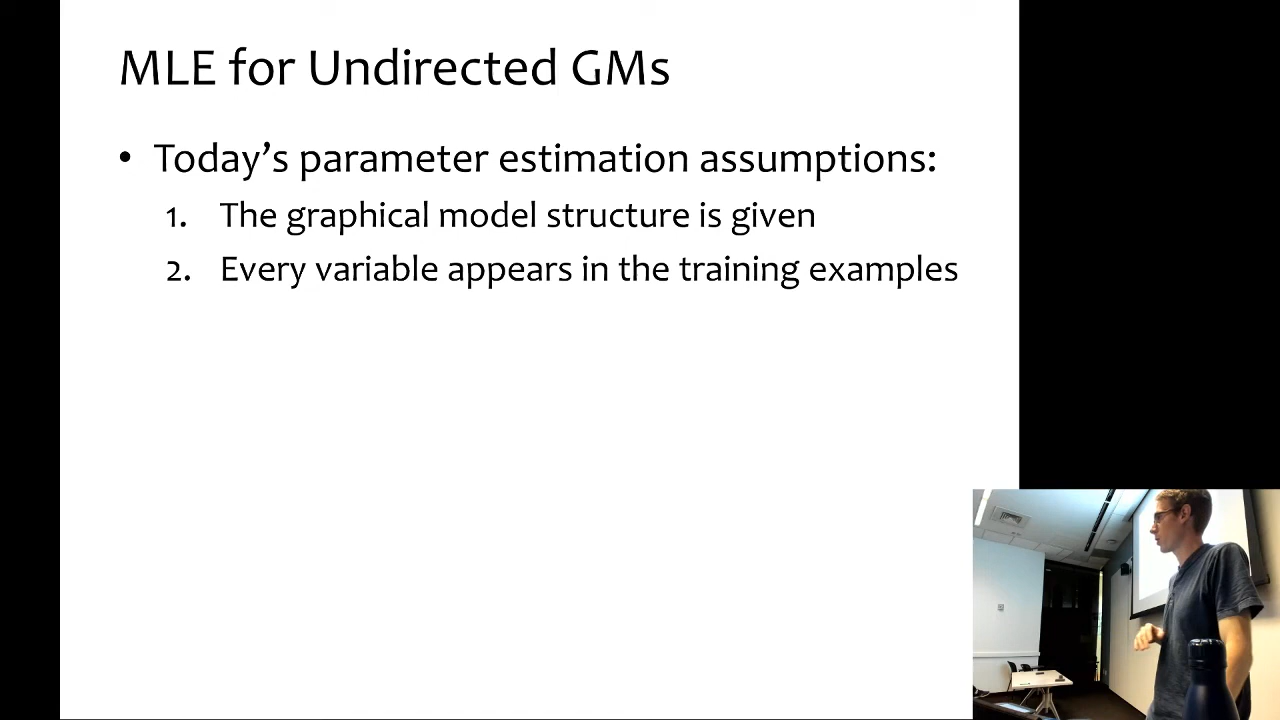 MLE for Undirected GMs
• Today's parameter estimation assumptions:
1. The graphical model structure is given
2. Every variable appears in the training examples